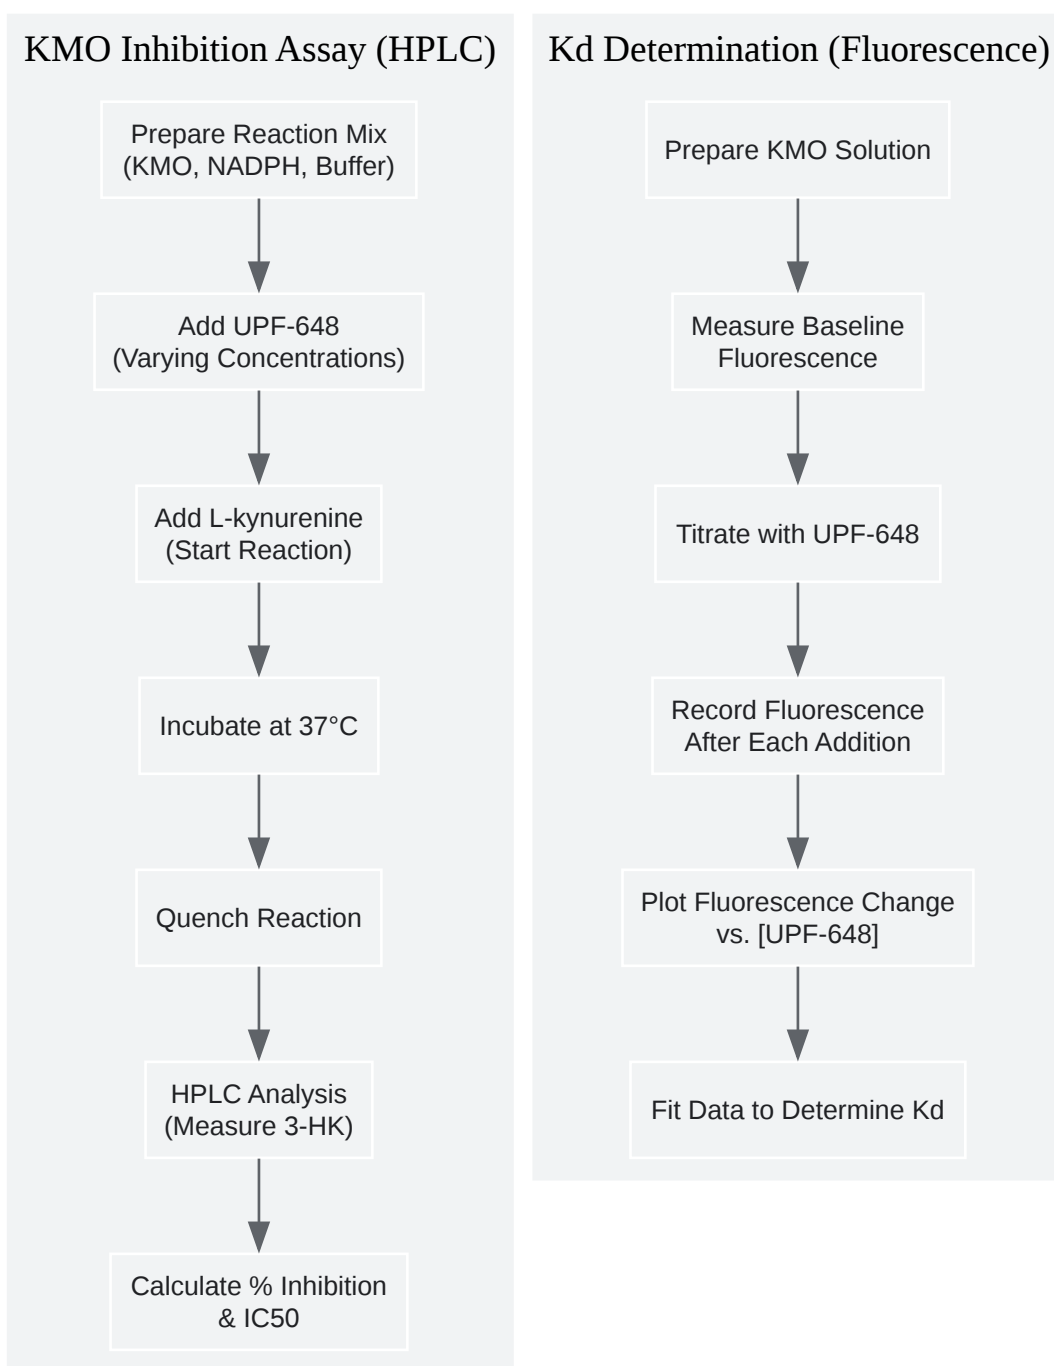 KMO Inhibition Assay (HPLC)
Prepare Reaction Mix
(KMO, NADPH, Buffer)
Add UPF-648
(Varying Concentrations)
Add L-kynurenine
(Start Reaction)
Incubate at 37°C
Quench Reaction
HPLC Analysis
(Measure 3-HK)
Calculate % Inhibition
& IC50
Kd Determination (Fluorescence)
Prepare KMO Solution
Measure Baseline
Fluorescence
Titrate with UPF-648
Record Fluorescence
After Each Addition
Plot Fluorescence Change
vs. [UPF-648]
Fit Data to Determine Kd